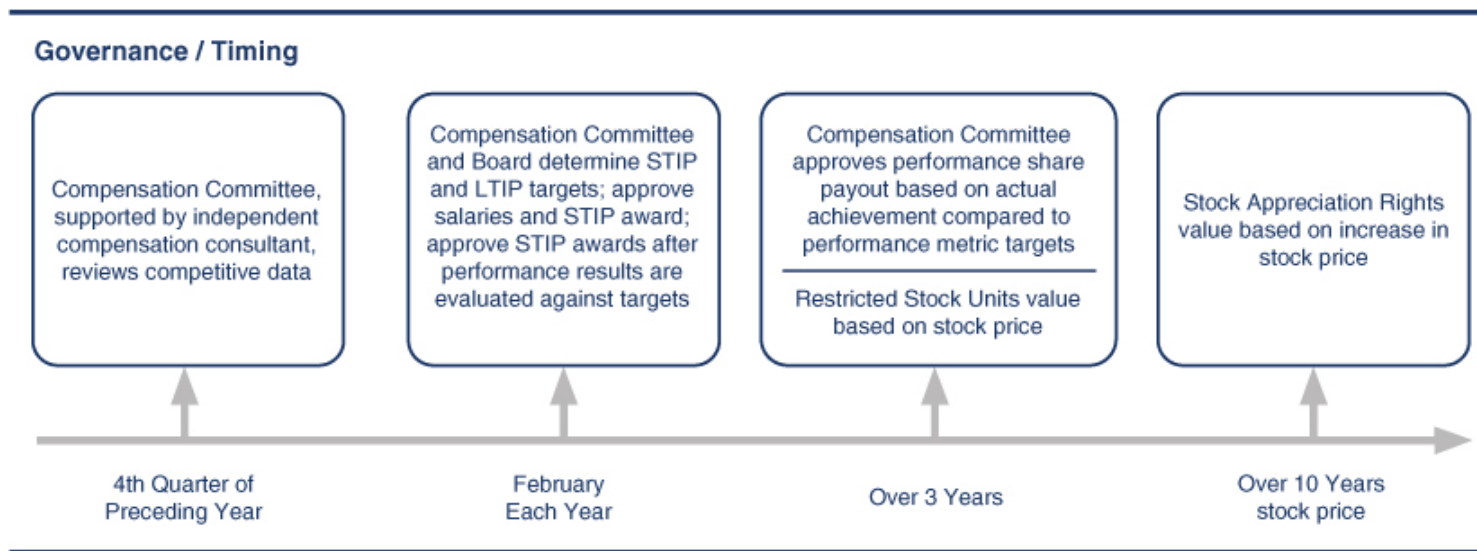 Governance / Timing
Compensation Committee,
supported by independent
compensation consultant,
reviews competitive data
Compensation Committee
and Board determine STIP
and LTIP targets; approve
salaries and STIP award;
approve STIP awards after
performance results are
evaluated against targets
Compensation Committee
approves performance share
payout based on actual
achievement compared to
performance metric targets
Restricted Stock Units value
based on stock price
Stock Appreciation Rights
value based on increase in
stock price
4th Quarter of
Preceding Year
February
Each Year
Over 3 Years
Over 10 Years
stock price